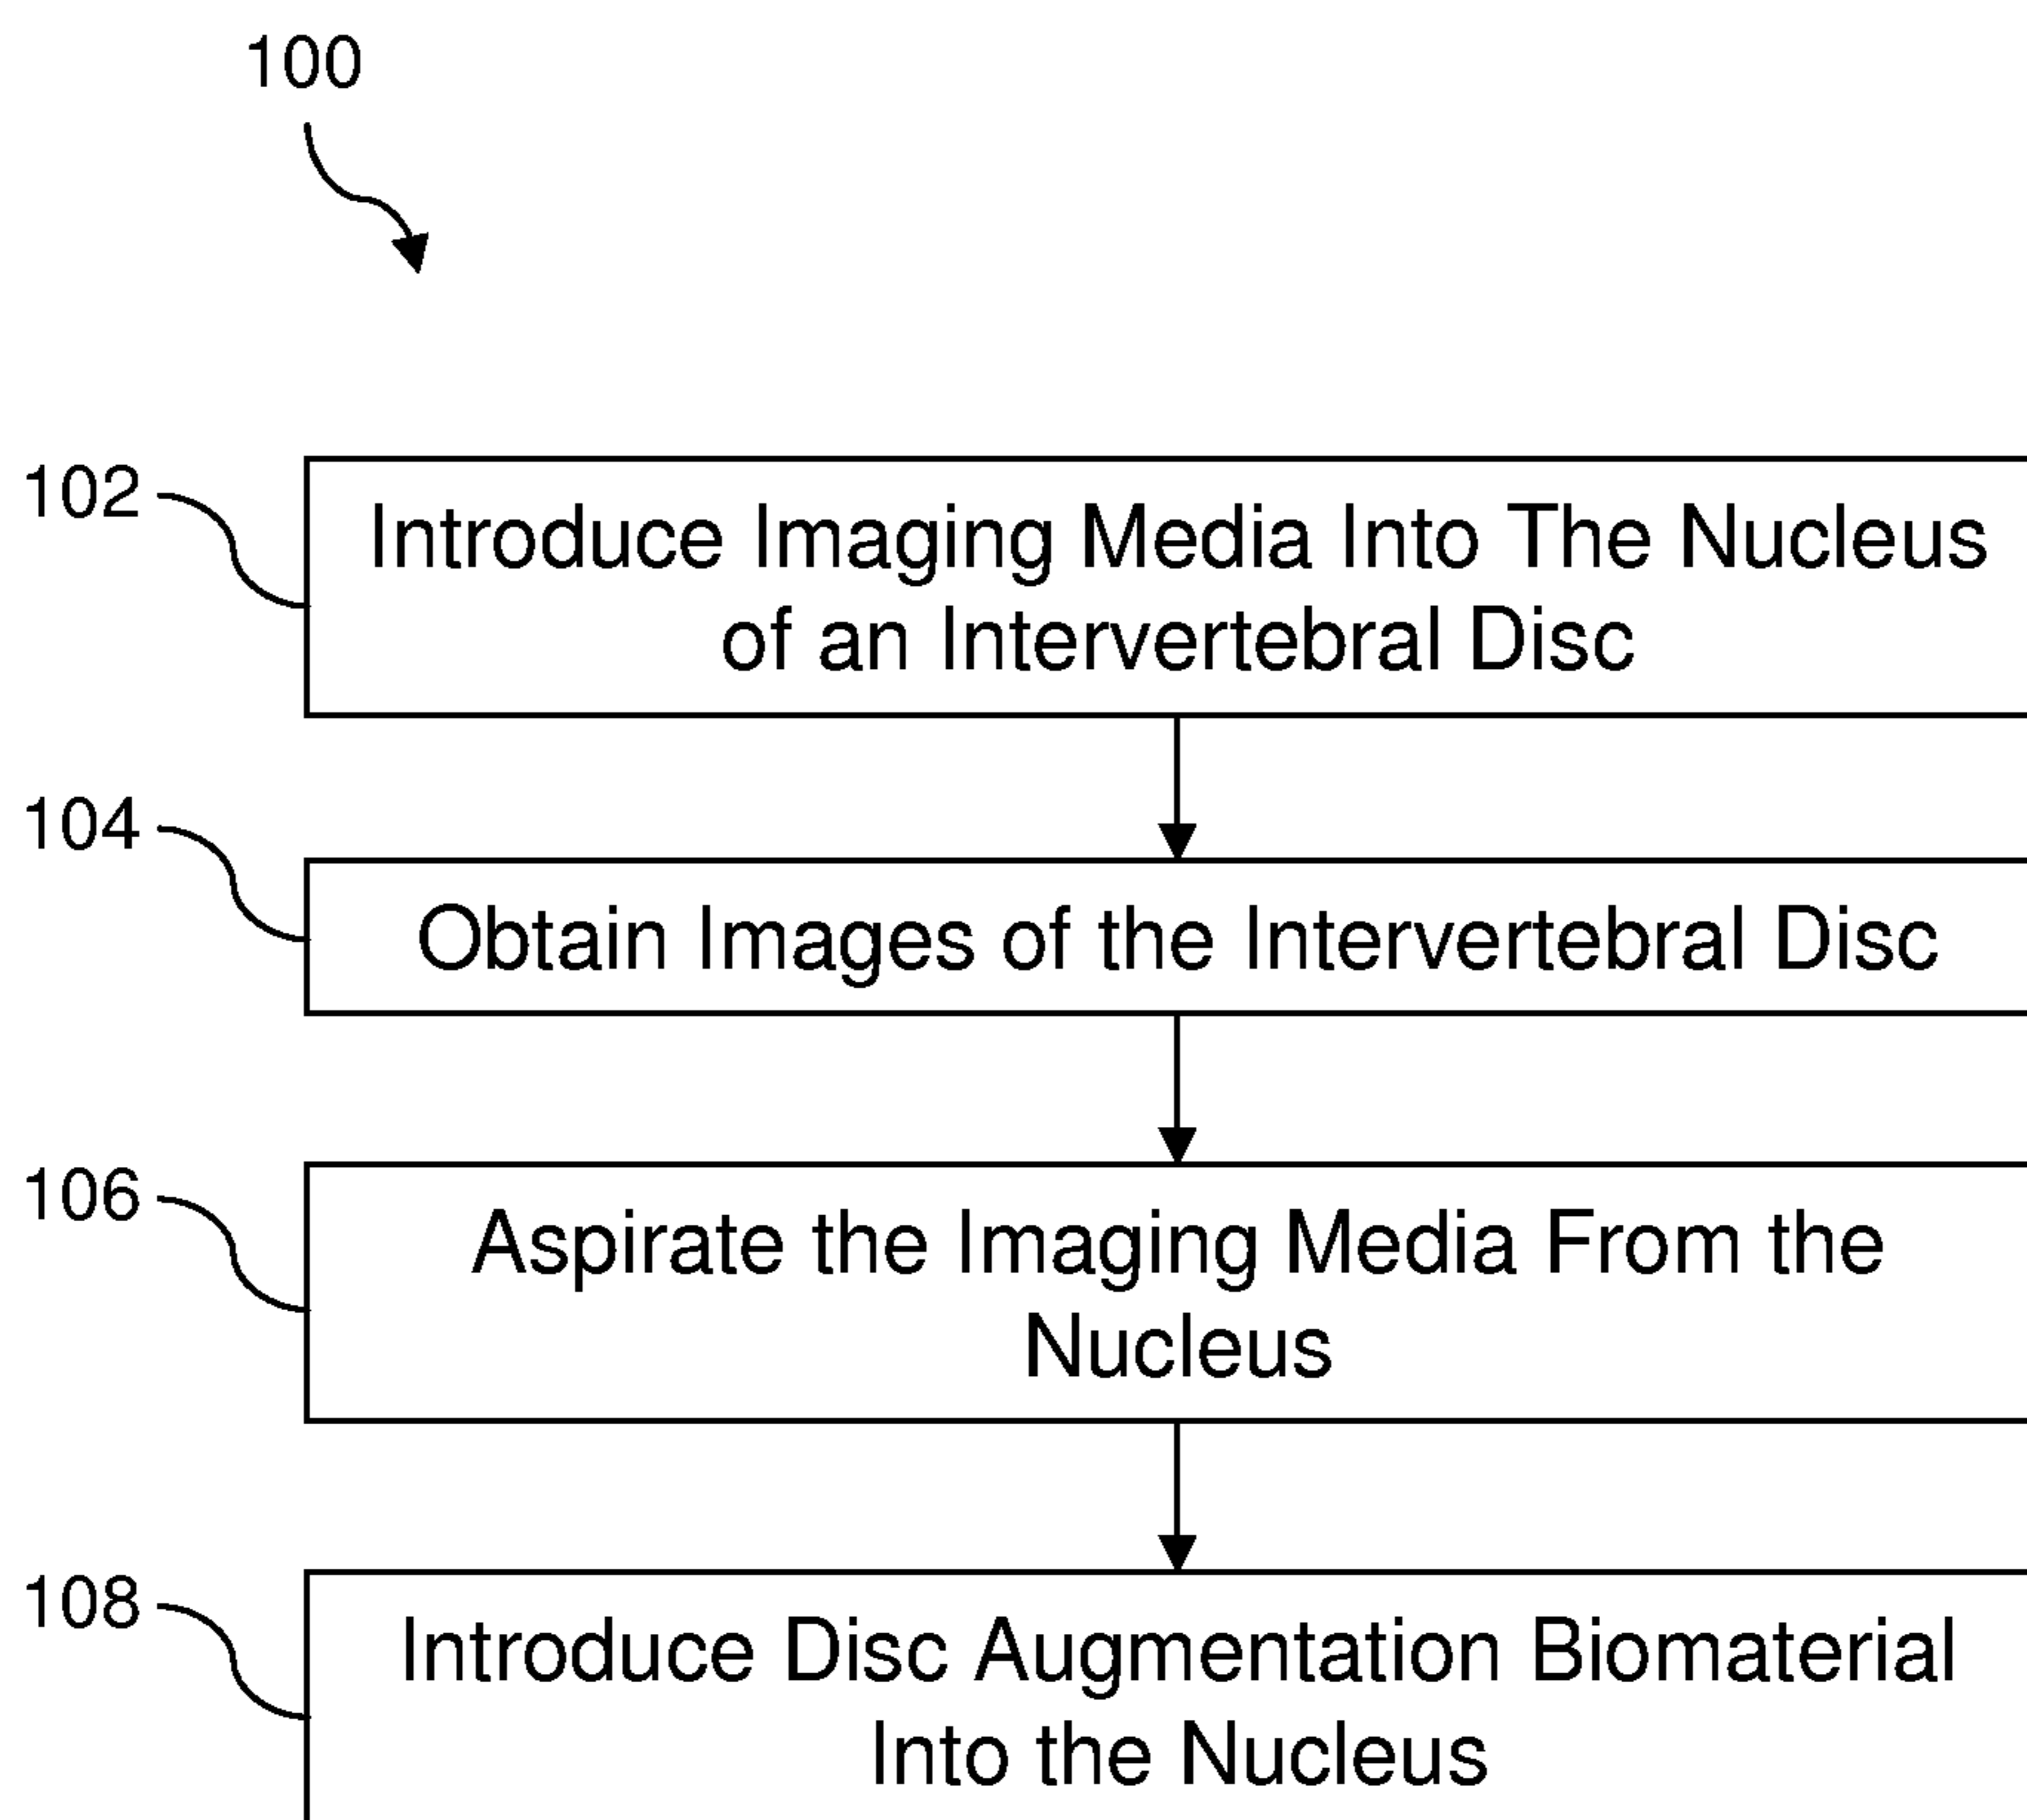 100
102
Introduce Imaging Media Into The Nucleus
of an Intervertebral Disc
104
Obtain Images of the Intervertebral Disc
106
Aspirate the Imaging Media From the
Nucleus
108
Introduce Disc Augmentation Biomaterial
Into the Nucleus